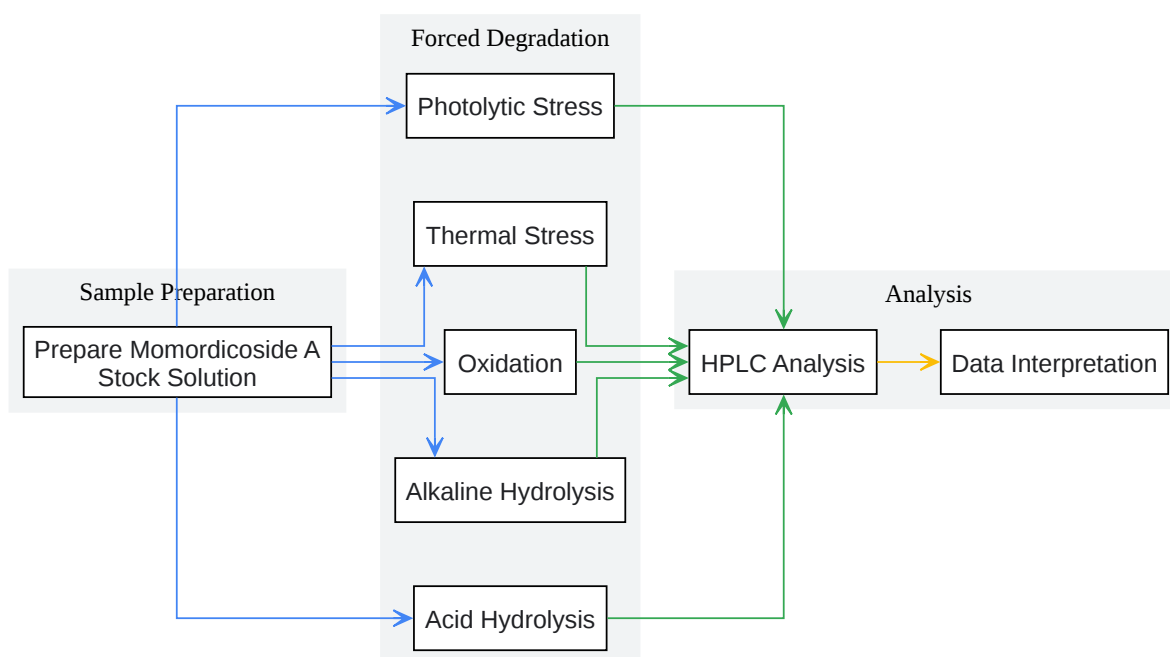 Forced Degradation
Photolytic Stress
Thermal Stress
Sample Preparation
Prepare Momordicoside A
Stock Solution
Oxidation
Analysis
HPLC Analysis
Data Interpretation
Alkaline Hydrolysis
Acid Hydrolysis